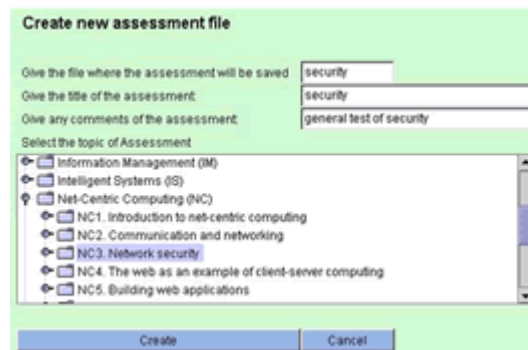 Create new assessment file
Give the file where the assessment will be saved security
Give the title of the assessment: security
Give any comments of the assessment: general test of security
Select the topic of Assessment
Information Management (IM)
Intelligent Systems (IS)
Net-Centric Computing (NC)
NC1. Introduction to net-centric computing
NC2. Communication and networking
NC3. Network security
NC4. The web as an example of client-server computing
NC5. Building web applications
Create Cancel